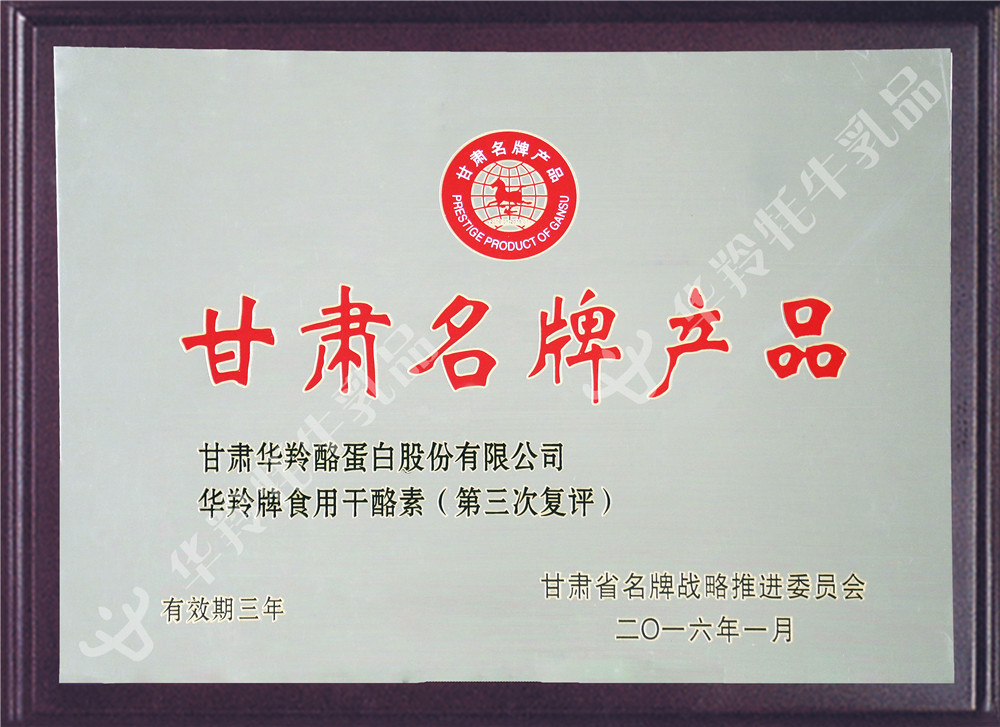 甘肃名牌产品
PRESTIGE PRODUCT OF GANSU
甘肃名牌产品
甘肃华羚酪蛋白股份有限公司
华羚牌食用干酪素（第三次复评）
甘肃省名牌战略推进委员会
有效期三年
二〇一六年一月
华羚牦牛乳品
华羚牦牛乳品